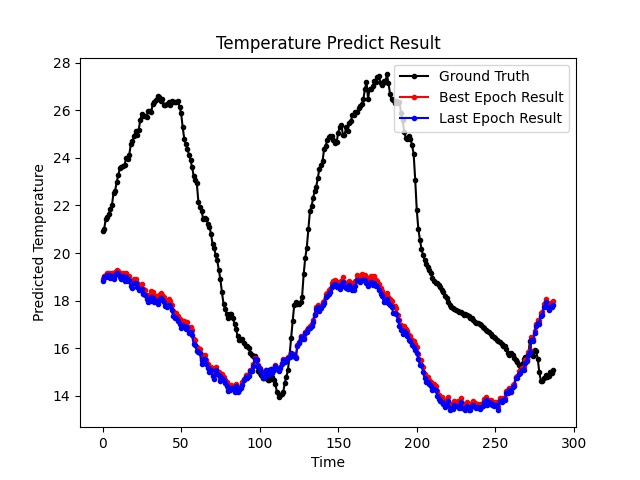 Temperature Predict Result
Ground Truth
Best Epoch Result
Last Epoch Result
Predicted Temperature
28
26
24
22
20
18
16
14
0 50 100 150 200 250 300
Time